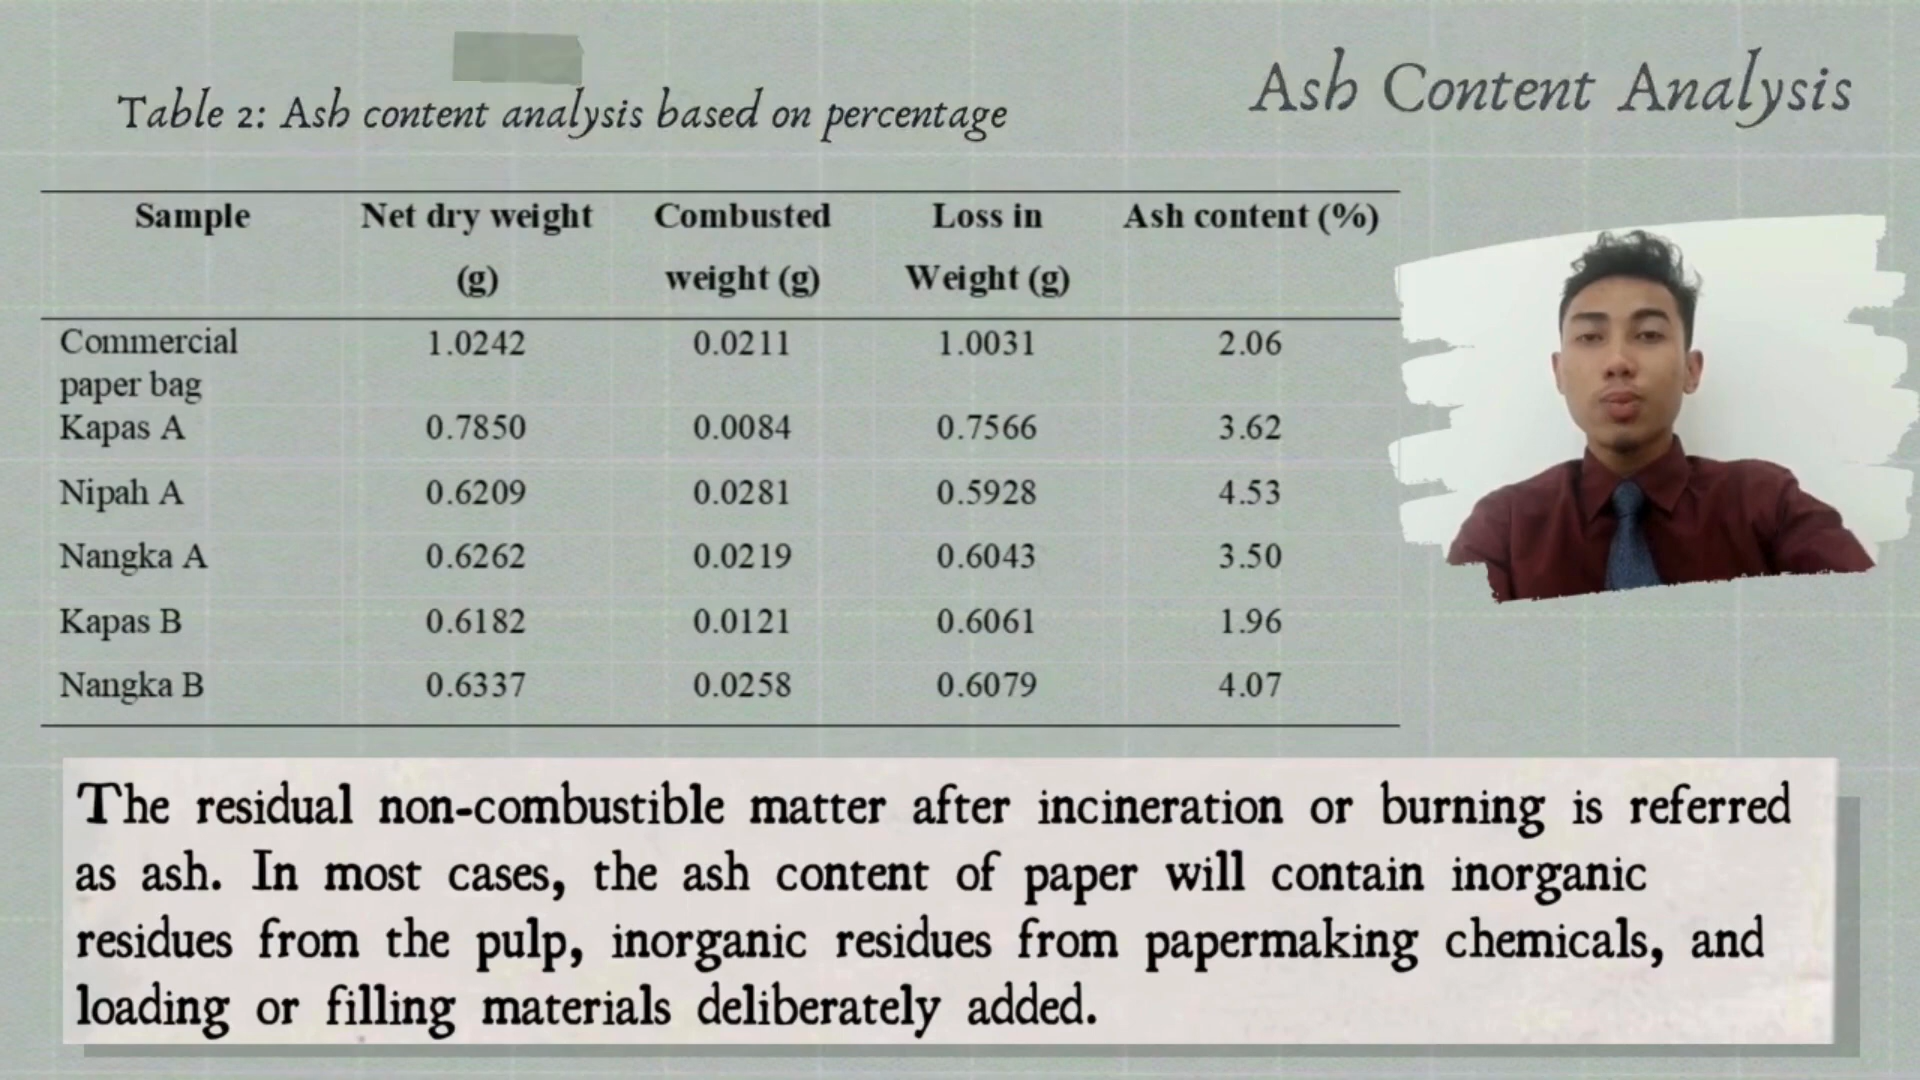 Ash Content Analysis
Table 2: Ash content analysis based on percentage
Sample Net dry weight Combusted Loss in Ash content (%)
(g) weight (g) Weight (g)
Commercial 1.0242 0.0211 1.0031 2.06
paper bag
Kapas A 0.7850 0.0084 0.7566 3.62
Nipah A 0.6209 0.0281 0.5928 4.53
Nangka A 0.6262 0.0219 0.6043 3.50
Kapas B 0.6182 0.0121 0.6061 1.96
Nangka B 0.6337 0.0258 0.6079 4.07
The residual non-combustible matter after incineration or burning is referred
as ash. In most cases, the ash content of paper will contain inorganic
residues from the pulp, inorganic residues from papermaking chemicals, and
loading or filling materials deliberately added.